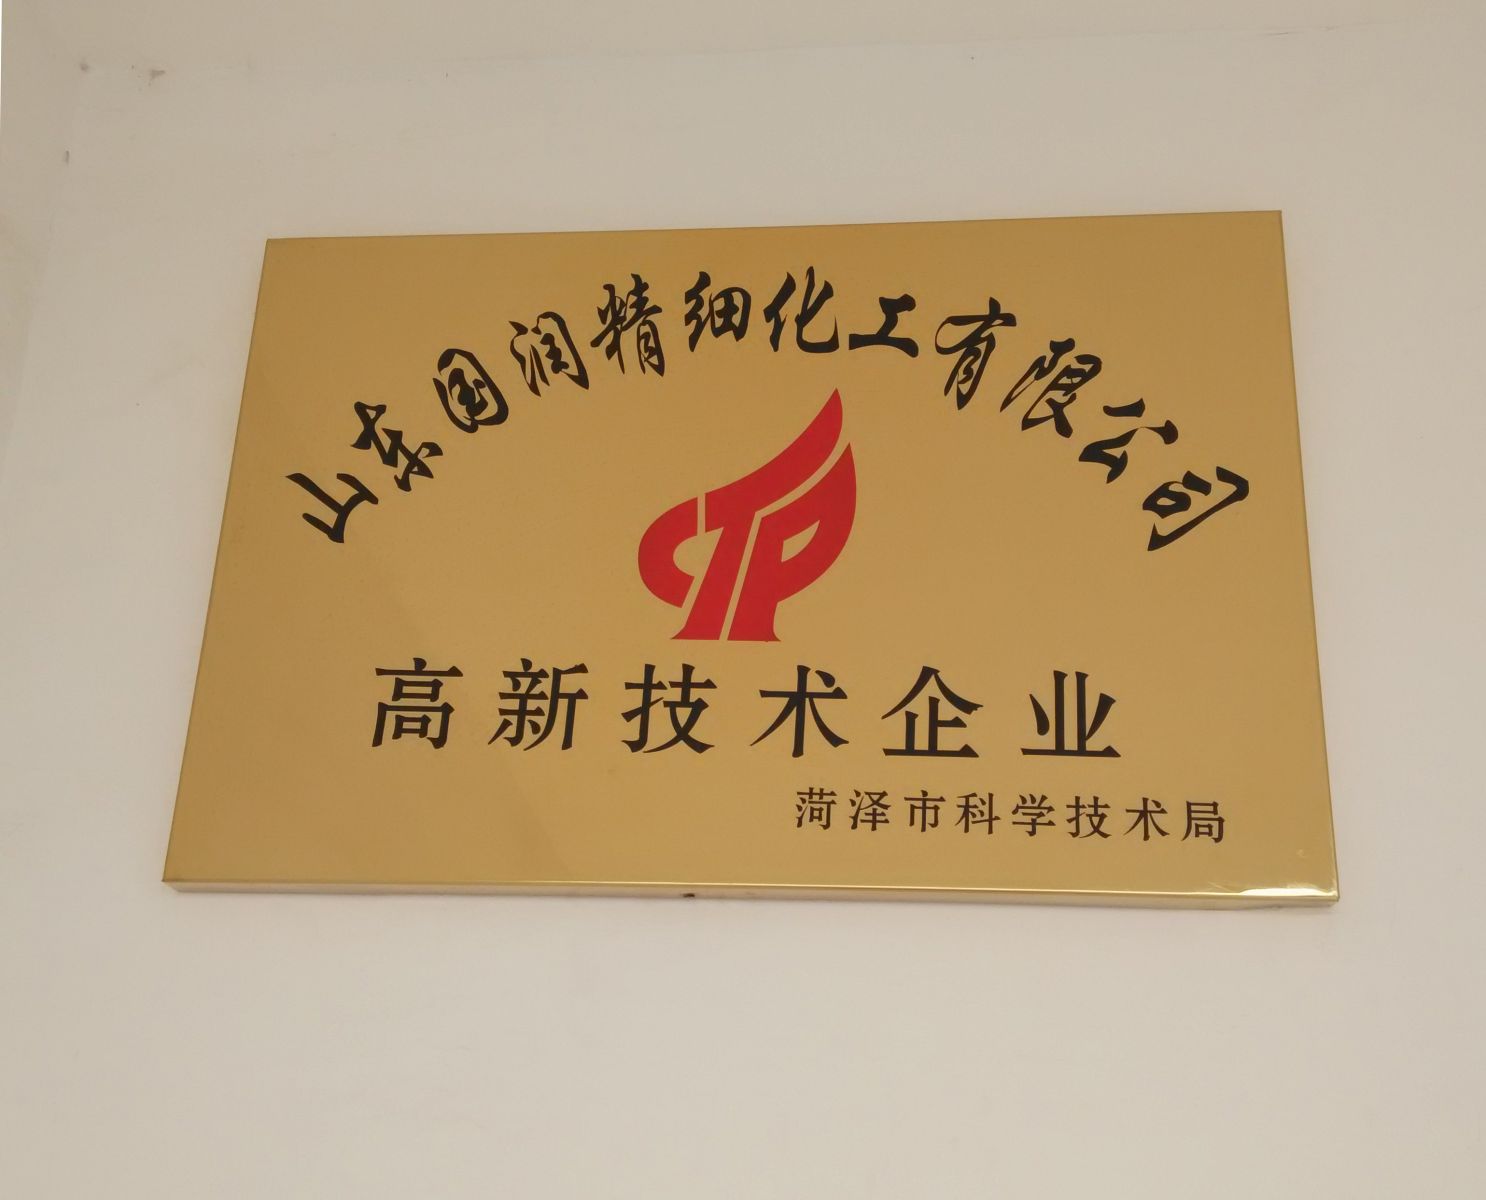 山东国润精细化工有限公司
CTP
高新技术企业
菏泽市科学技术局